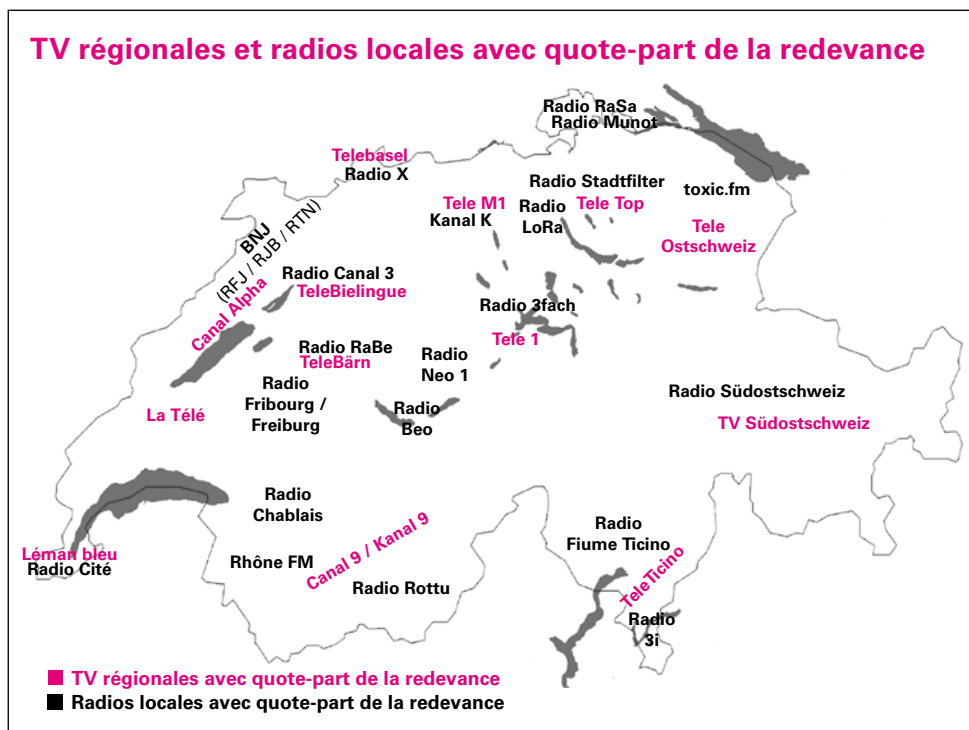 TV régionales et radios locales avec quote-part de la redevance
Radio RaSa
Radio Munot
Telebasel
Radio X
Radio Stadtfilter
toxic.fm
Tele M1
Kanal K
Radio
LoRa
Tele Top
Tele
Ostschweiz
BNJ
(RFJ / RJB / RTN)
Radio Canal 3
TeleBielingue
Canal Alpha
Radio 3fach
Tele 1
Radio RaBe
TeleBärn
Radio
Neo 1
Radio
Fribourg /
Freiburg
Radio
Beo
La Télé
Radio Südostschweiz
TV Südostschweiz
Radio
Chablais
Radio
Fiume Ticino
Léman bleu
Radio Cité
Rhône FM
Canal 9 / Kanal 9
Radio Rottu
TeleTicino
Radio
3i
TV régionales avec quote-part de la redevance
Radios locales avec quote-part de la redevance